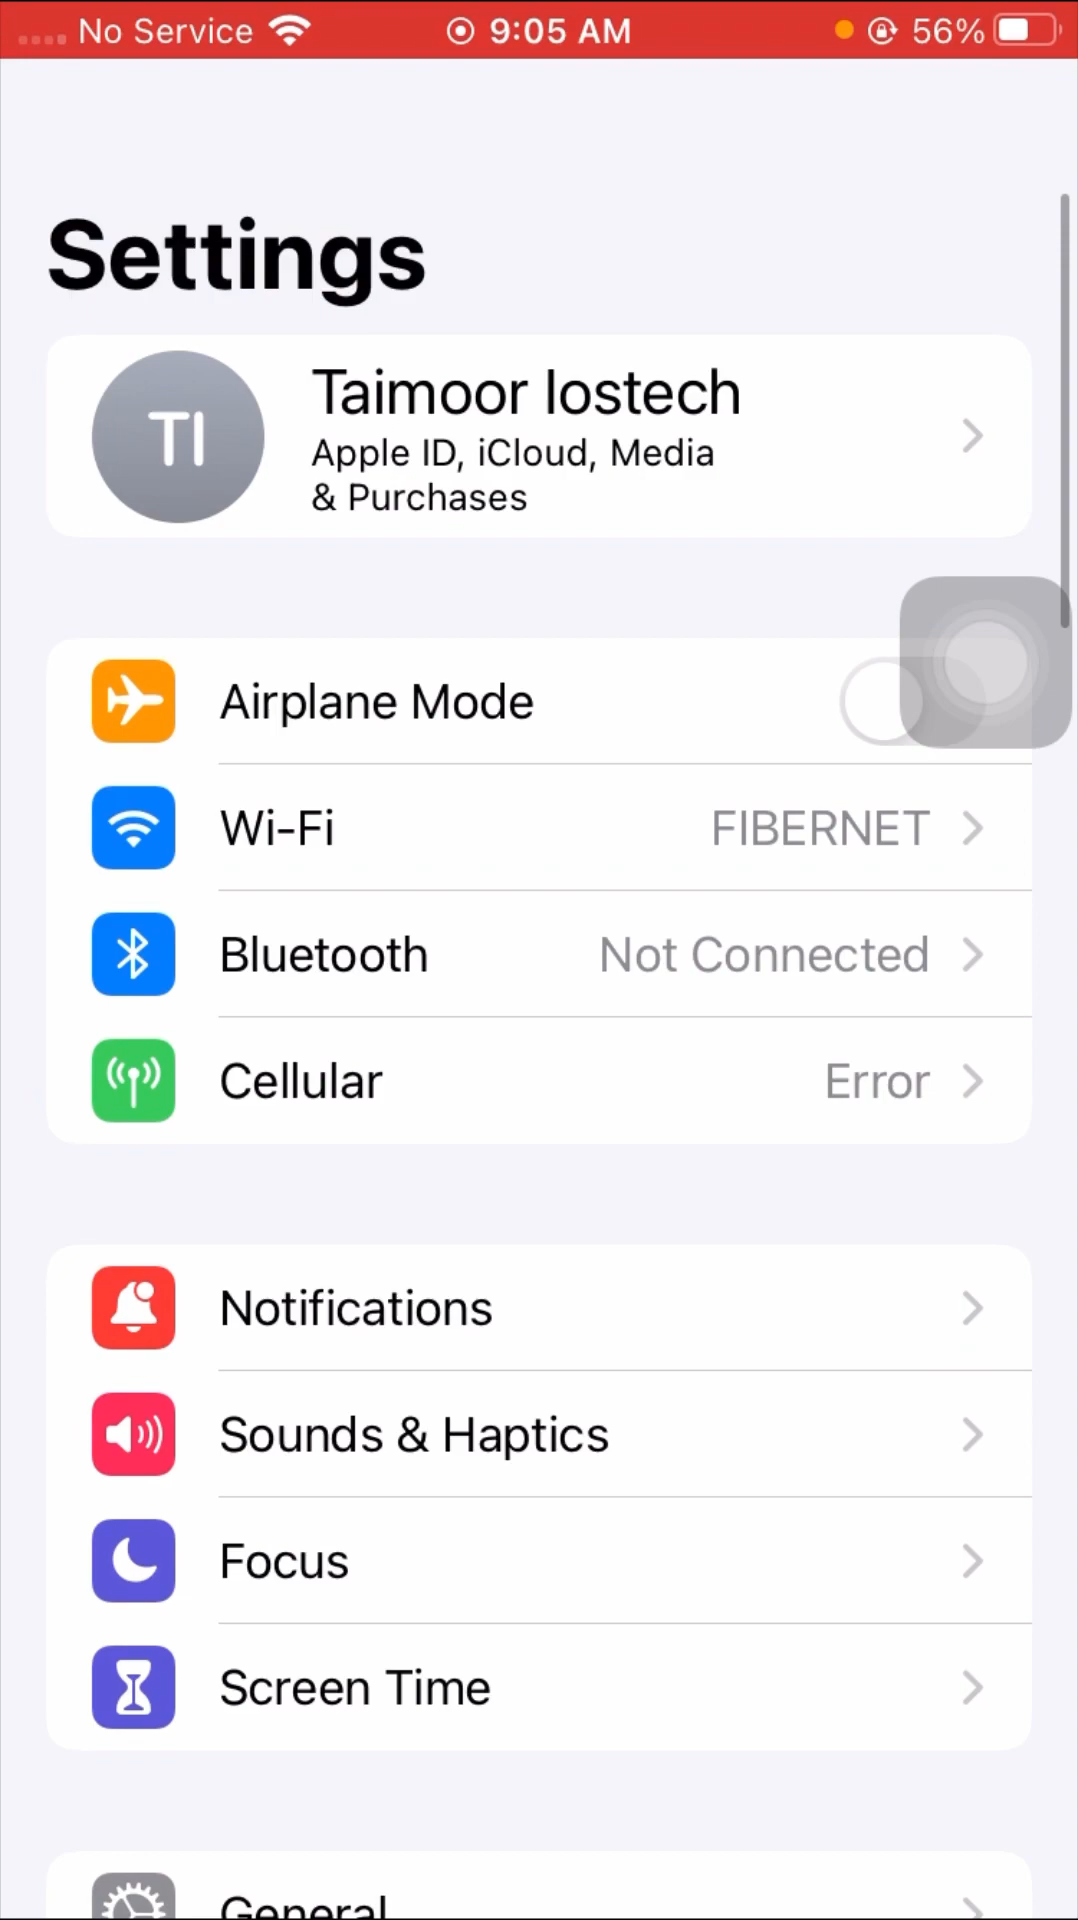 No Service 9:05 AM 56%
Settings
TI
Taimoor Iostech
Apple ID, iCloud, Media
& Purchases
Airplane Mode
Wi-Fi FIBERNET
Bluetooth Not Connected
Cellular Error
Notifications
Sounds & Haptics
Focus
Screen Time
General